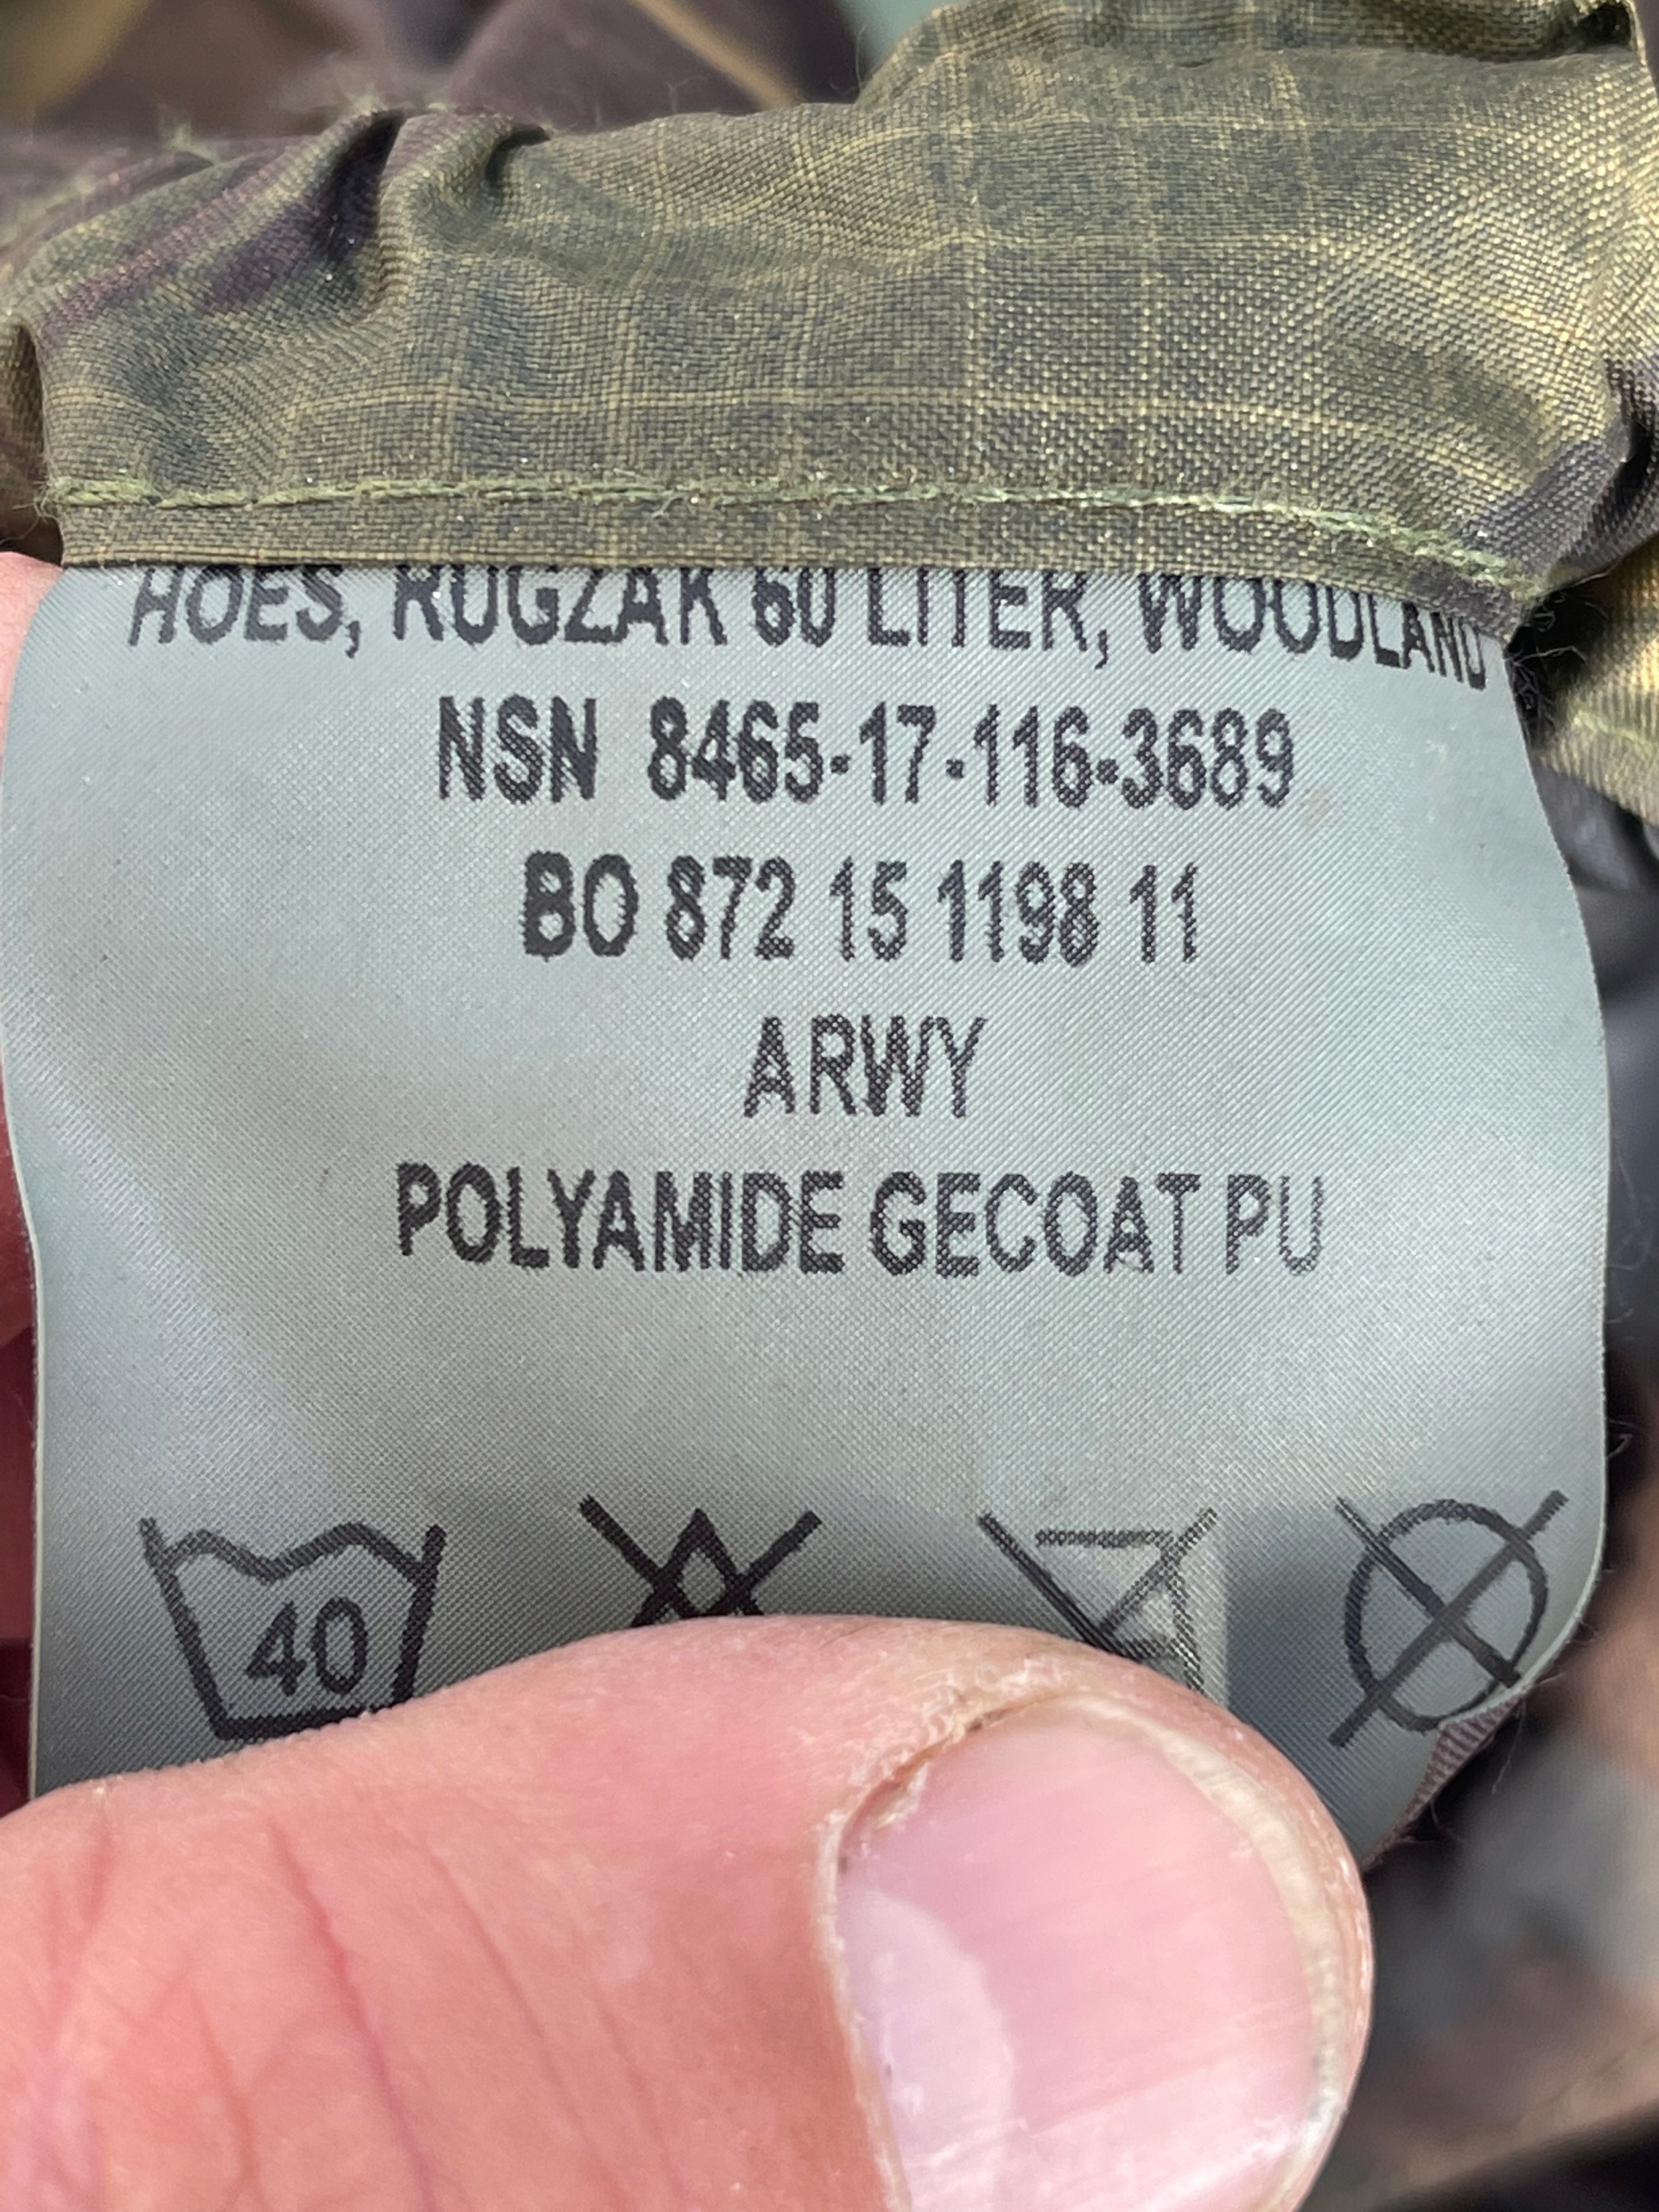 HOES, RUGZAK 60 LITER, WOODLAND
NSN 8465-17-116-3689
BO 872 15 1198 11
ARWY
POLYAMIDE GECOAT PU
40